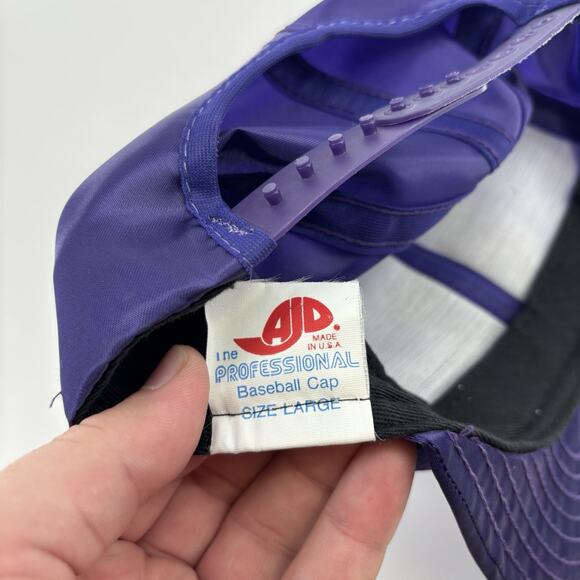 AJD®
MADE
IN U.S.A
The
PROFESSIONAL
Baseball Cap
SIZE LARGE